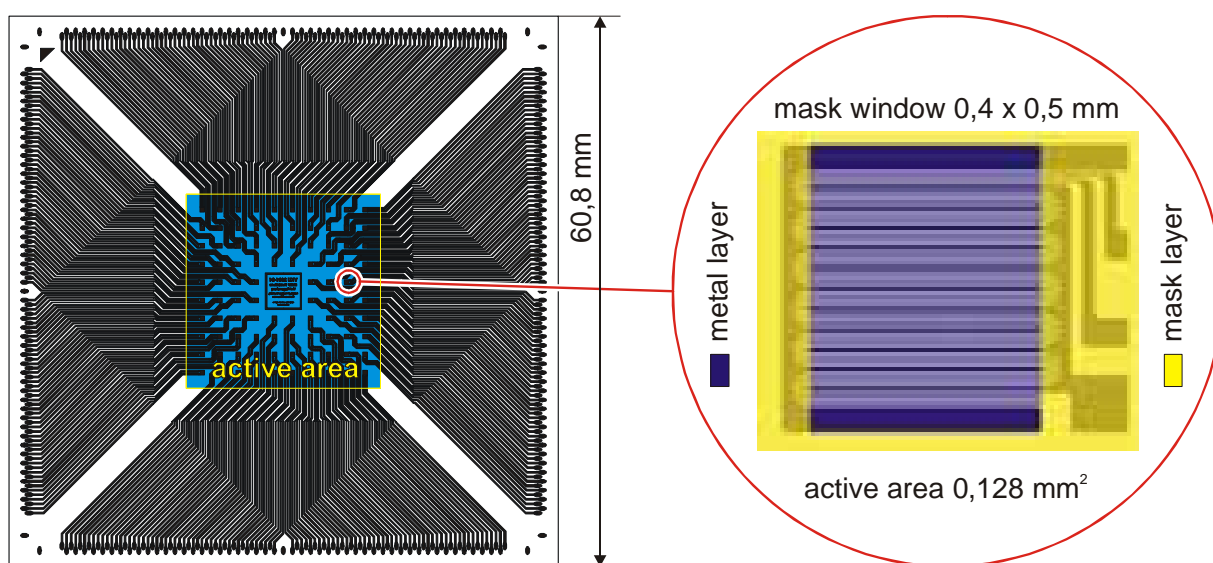 60,8 mm
active area
mask window 0,4 x 0,5 mm
metal layer
mask layer
active area 0,128 mm²